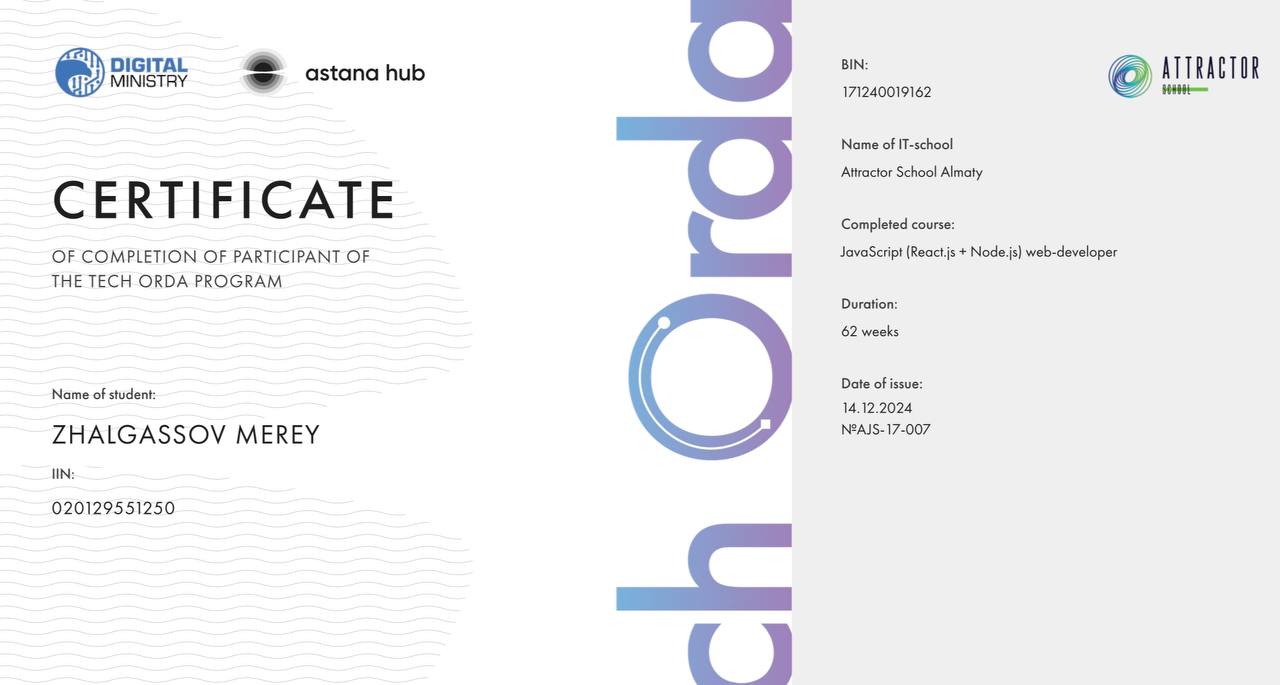 DIGITAL
MINISTRY
astana hub
CERTIFICATE
OF COMPLETION OF PARTICIPANT OF
THE TECH ORDA PROGRAM
Name of student:
ZHALGASSOV MEREY
IIN:
020129551250
ch Orda
BIN:
171240019162
Name of IT-school
Attractor School Almaty
Completed course:
JavaScript (React.js + Node.js) web-developer
Duration:
62 weeks
Date of issue:
14.12.2024
№AJS-17-007
ATTRACTOR
SCHOOL